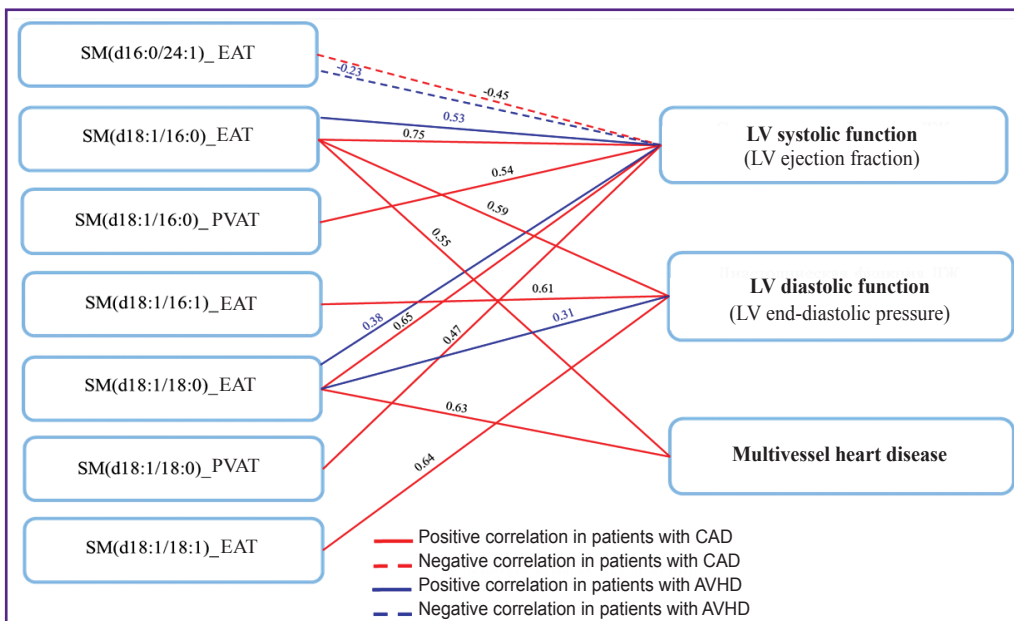 SM(d16:0/24:1)_EAT
SM(d18:1/16:0)_EAT
SM(d18:1/16:0)_PVAT
SM(d18:1/16:1)_EAT
SM(d18:1/18:0)_EAT
SM(d18:1/18:0)_PVAT
SM(d18:1/18:1)_EAT
-0.23
-0.45
0.53
0.75
0.54
0.59
0.55
0.61
0.38
0.65
0.47
0.31
0.63
0.64
LV systolic function
(LV ejection fraction)
LV diastolic function
(LV end-diastolic pressure)
Multivessel heart disease
Positive correlation in patients with CAD
Negative correlation in patients with CAD
Positive correlation in patients with AVHD
Negative correlation in patients with AVHD